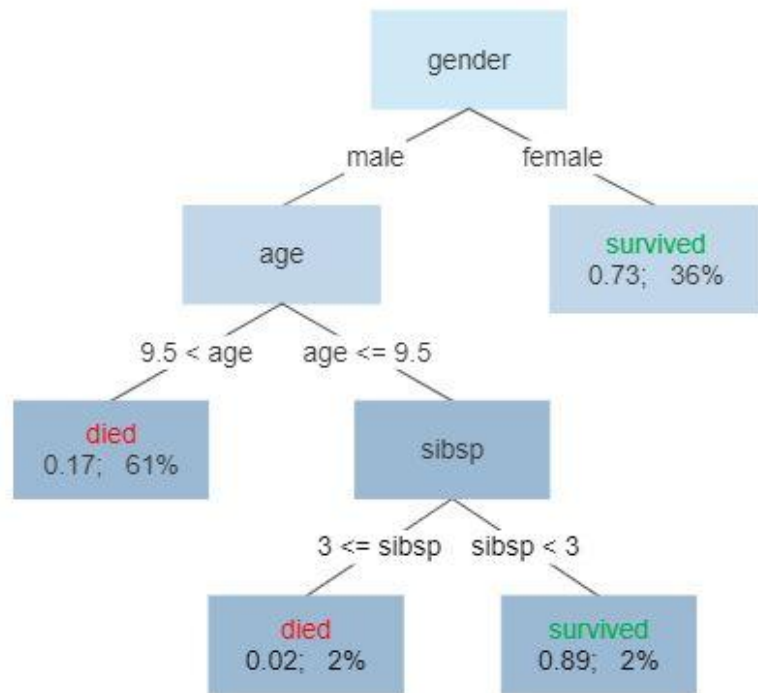 gender
male
female
age
survived
0.73; 36%
9.5 < age
age <= 9.5
died
0.17; 61%
sibsp
3 <= sibsp
sibsp < 3
died
0.02; 2%
survived
0.89; 2%